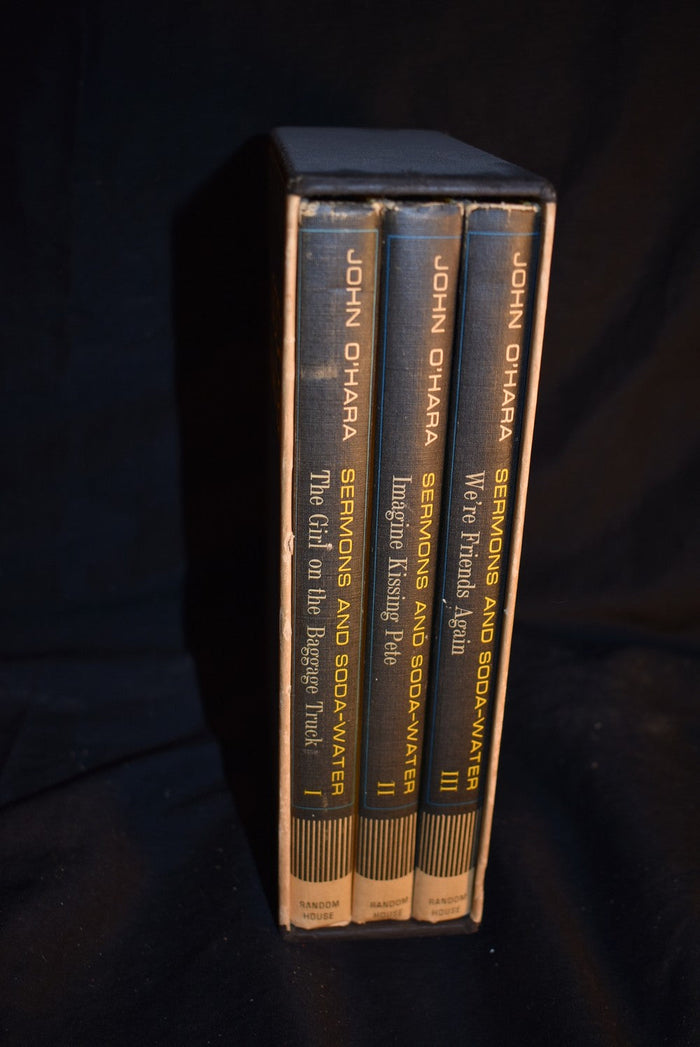 JOHN O'HARA
SERMONS AND SODA-WATER
The Girl on the Baggage Truck
I
RANDOM
HOUSE
JOHN O'HARA
SERMONS AND SODA-WATER
Imagine Kissing Pete
II
RANDOM
HOUSE
JOHN O'HARA
SERMONS AND SODA-WATER
We're Friends Again
III
RANDOM
HOUSE